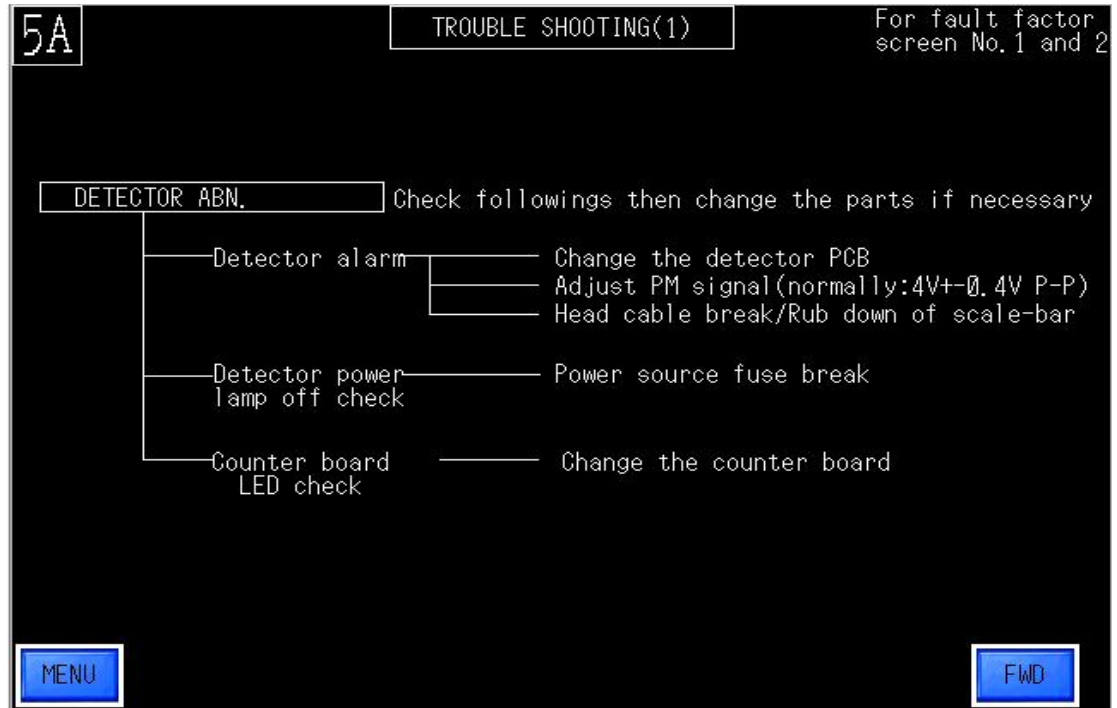 5A
TROUBLE SHOOTING(1)
For fault factor
screen No.1 and 2
DETECTOR ABN.
Check followings then change the parts if necessary
Detector alarm
Change the detector PCB
Adjust PM signal(normally:4V+-0.4V P-P)
Head cable break/Rub down of scale-bar
Detector power
lamp off check
Power source fuse break
Counter board
LED check
Change the counter board
MENU
FWD